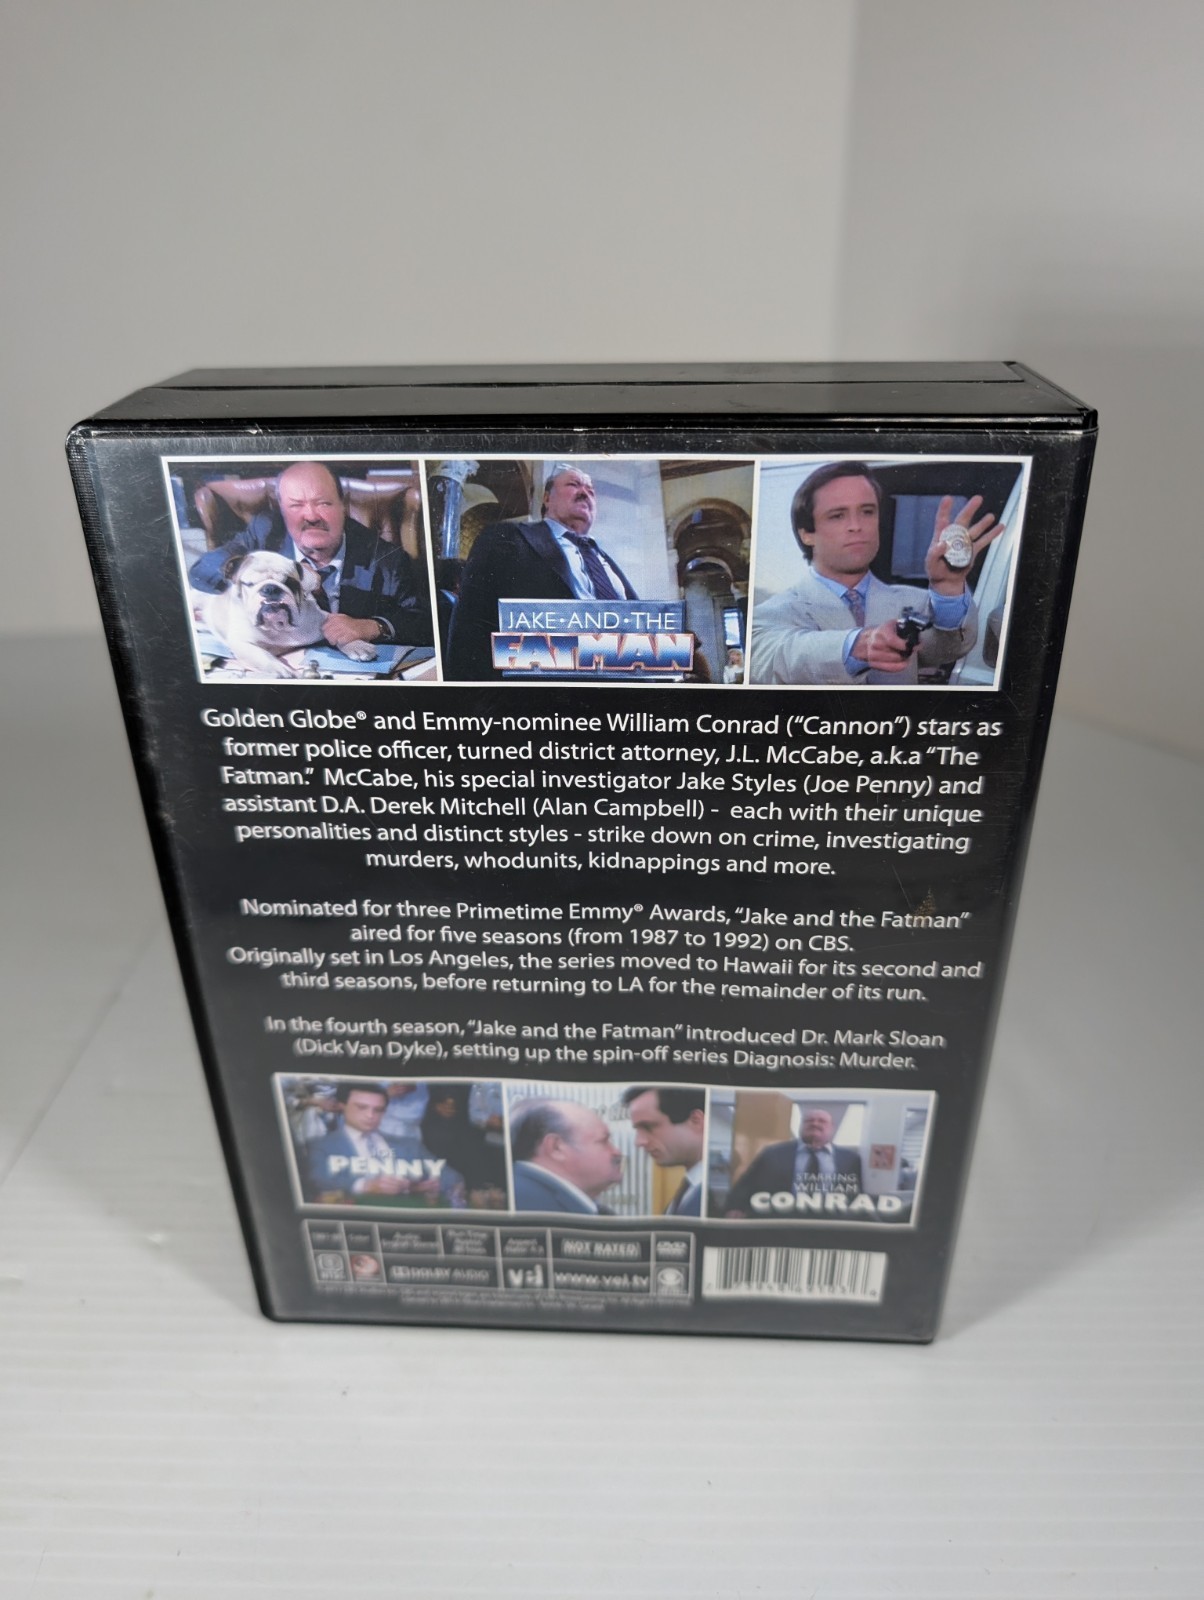 JAKE·AND·THE
FATMAN
Golden Globe® and Emmy-nominee William Conrad (“Cannon”) stars as
former police officer, turned district attorney, J.L. McCabe, a.k.a “The
Fatman.” McCabe, his special investigator Jake Styles (Joe Penny) and
assistant D.A. Derek Mitchell (Alan Campbell) - each with their unique
personalities and distinct styles - strike down on crime, investigating
murders, whodunits, kidnappings and more.
Nominated for three Primetime Emmy® Awards, “Jake and the Fatman”
aired for five seasons (from 1987 to 1992) on CBS.
Originally set in Los Angeles, the series moved to Hawaii for its second and
third seasons, before returning to LA for the remainder of its run.
In the fourth season, “Jake and the Fatman” introduced Dr. Mark Sloan
(Dick Van Dyke), setting up the spin-off series Diagnosis: Murder.
PENNY
STARRING
WILLIAM
CONRAD
NOT RATED
DVD
DOLBY AUDIO
vei
www.vei.tv